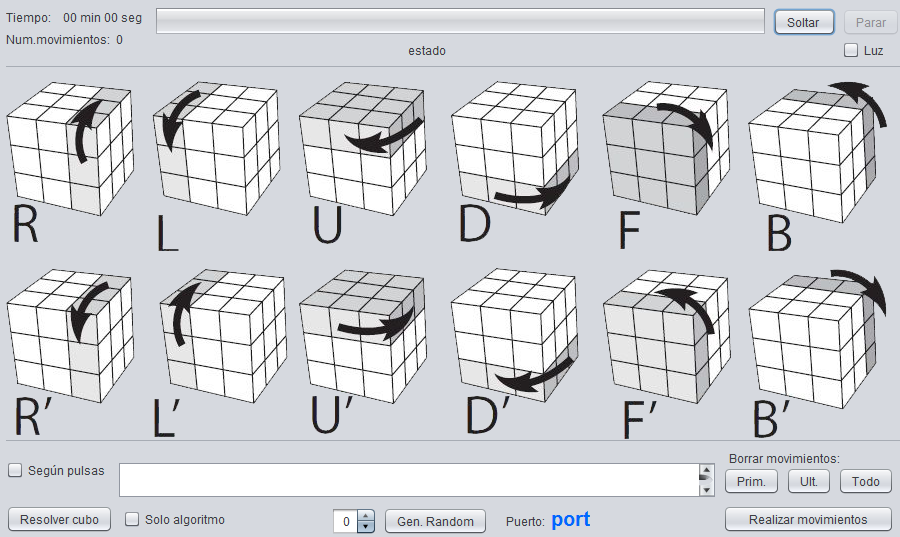 Tiempo: 00 min 00 seg
Soltar
Parar
Num.movimientos: 0
estado
Luz
R L U D F B
R′ L′ U′ D′ F′ B′
Según pulsas
Borrar movimientos:
Prim. Ult. Todo
Resolver cubo
Solo algoritmo
0
Gen. Random
Puerto: port
Realizar movimientos